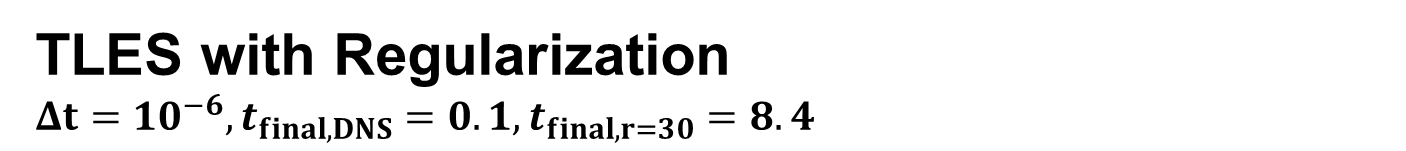 TLES with Regularization
Δt = 10⁻⁶, t_final,DNS = 0.1, t_final,r=30 = 8.4